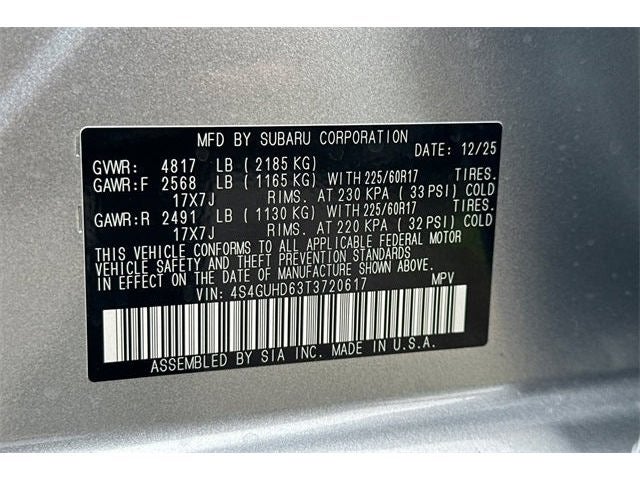 MFD BY SUBARU CORPORATION
DATE: 12/25
GVWR: 4817 LB (2185 KG)
GAWR:F 2568 LB (1165 KG) WITH 225/60R17 TIRES.
17X7J RIMS. AT 230 KPA (33 PSI) COLD
GAWR:R 2491 LB (1130 KG) WITH 225/60R17 TIRES.
17X7J RIMS. AT 220 KPA (32 PSI) COLD
THIS VEHICLE CONFORMS TO ALL APPLICABLE FEDERAL MOTOR
VEHICLE SAFETY AND THEFT PREVENTION STANDARDS
IN EFFECT ON THE DATE OF MANUFACTURE SHOWN ABOVE.
VIN: 4S4GUHD63T3720617 MPV
ASSEMBLED BY SIA INC. MADE IN U.S.A.